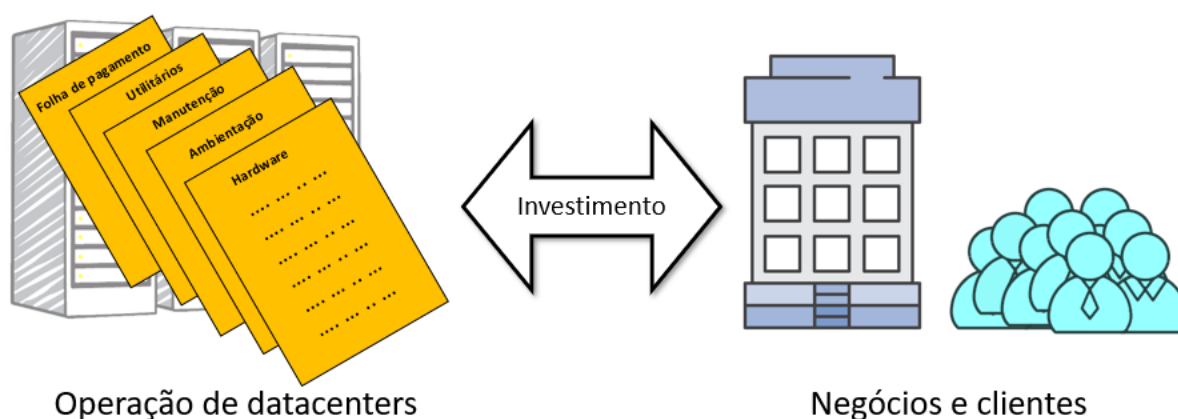 Folha de pagamento
Utilitários
Manutenção
Ambientação
Hardware
Investimento
Operação de datacenters
Negócios e clientes